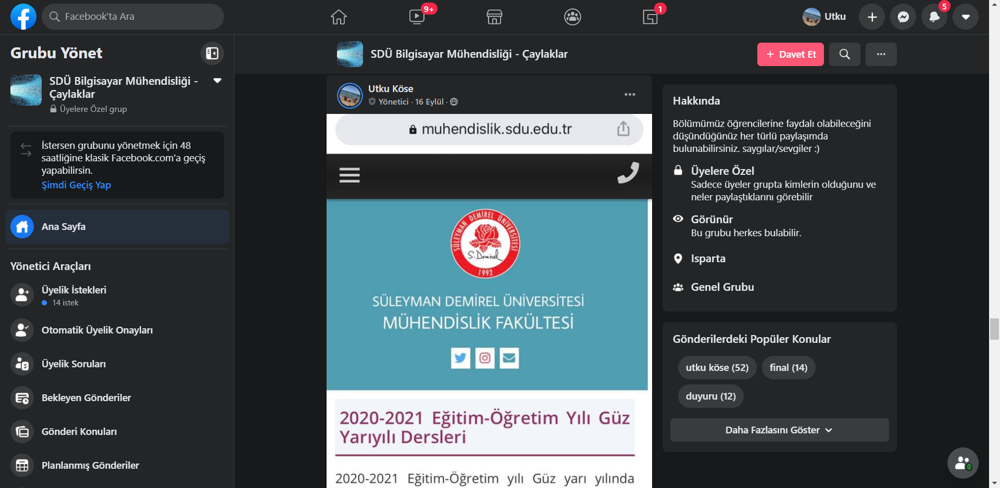 Facebook'ta Ara
9+
1
Utku
5
Grubu Yönet
SDÜ Bilgisayar Mühendisliği -
Çaylaklar
Üyelere Özel grup
İstersen grubunu yönetmek için 48
saatliğine klasik Facebook.com'a geçiş
yapabilirsin.
Şimdi Geçiş Yap
Ana Sayfa
Yönetici Araçları
Üyelik İstekleri
14 istek
Otomatik Üyelik Onayları
Üyelik Soruları
Bekleyen Gönderiler
Gönderi Konuları
Planlanmış Gönderiler
SDÜ Bilgisayar Mühendisliği - Çaylaklar
+ Davet Et
Utku Köse
Yönetici · 16 Eylül ·
muhendislik.sdu.edu.tr
SÜLEYMAN DEMİREL ÜNİVERSİTESİ
S. Demirel
1992
SÜLEYMAN DEMİREL ÜNİVERSİTESİ
MÜHENDİSLİK FAKÜLTESİ
2020-2021 Eğitim-Öğretim Yılı Güz
Yarıyılı Dersleri
2020-2021 Eğitim-Öğretim yılı Güz yarı yılında
Hakkında
Bölümümüz öğrencilerine faydalı olabileceğini
düşündüğünüz her türlü paylaşımda
bulunabilirsiniz. saygılar/sevgiler :)
Üyelere Özel
Sadece üyeler grupta kimlerin olduğunu ve
neler paylaştıklarını görebilir
Görünür
Bu grubu herkes bulabilir.
Isparta
Genel Grubu
Gönderilerdeki Popüler Konular
utku köse (52)
final (14)
duyuru (12)
Daha Fazlasını Göster
0